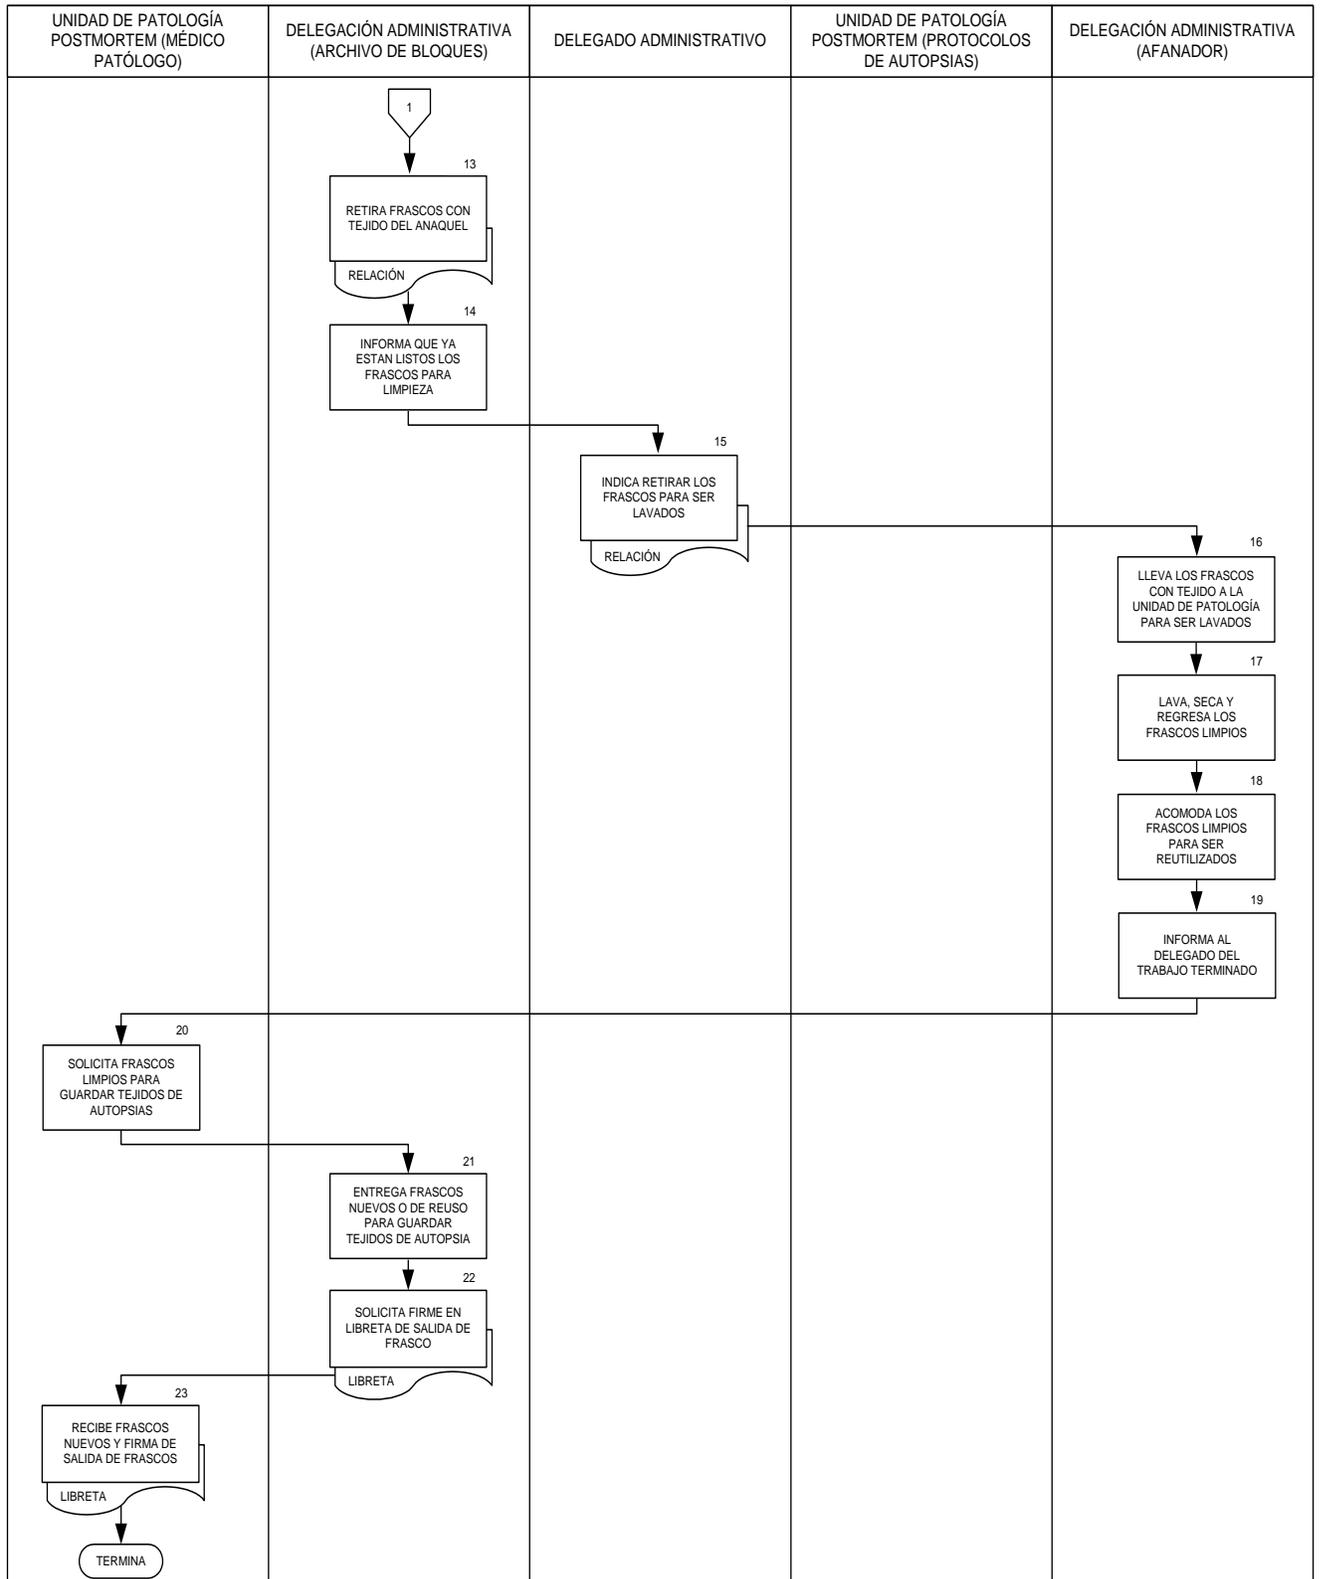 UNIDAD DE PATOLOGÍA
POSTMORTEM (MÉDICO
PATÓLOGO)
DELEGACIÓN ADMINISTRATIVA
(ARCHIVO DE BLOQUES)
DELEGADO ADMINISTRATIVO
UNIDAD DE PATOLOGÍA
POSTMORTEM (PROTOCOLOS
DE AUTOPSIAS)
DELEGACIÓN ADMINISTRATIVA
(AFANADOR)
1
13
RETIRA FRASCOS CON
TEJIDO DEL ANAQUEL
RELACIÓN
14
INFORMA QUE YA
ESTAN LISTOS LOS
FRASCOS PARA
LIMPIEZA
15
INDICA RETIRAR LOS
FRASCOS PARA SER
LAVADOS
RELACIÓN
16
LLEVA LOS FRASCOS
CON TEJIDO A LA
UNIDAD DE PATOLOGÍA
PARA SER LAVADOS
17
LAVA, SECA Y
REGRESA LOS
FRASCOS LIMPIOS
18
ACOMODA LOS
FRASCOS LIMPIOS
PARA SER
REUTILIZADOS
19
INFORMA AL
DELEGADO DEL
TRABAJO TERMINADO
20
SOLICITA FRASCOS
LIMPIOS PARA
GUARDAR TEJIDOS DE
AUTOPSIAS
21
ENTREGA FRASCOS
NUEVOS O DE REUSO
PARA GUARDAR
TEJIDOS DE AUTOPSIA
22
SOLICITA FIRME EN
LIBRETA DE SALIDA DE
FRASCO
LIBRETA
23
RECIBE FRASCOS
NUEVOS Y FIRMA DE
SALIDA DE FRASCOS
LIBRETA
TERMINA